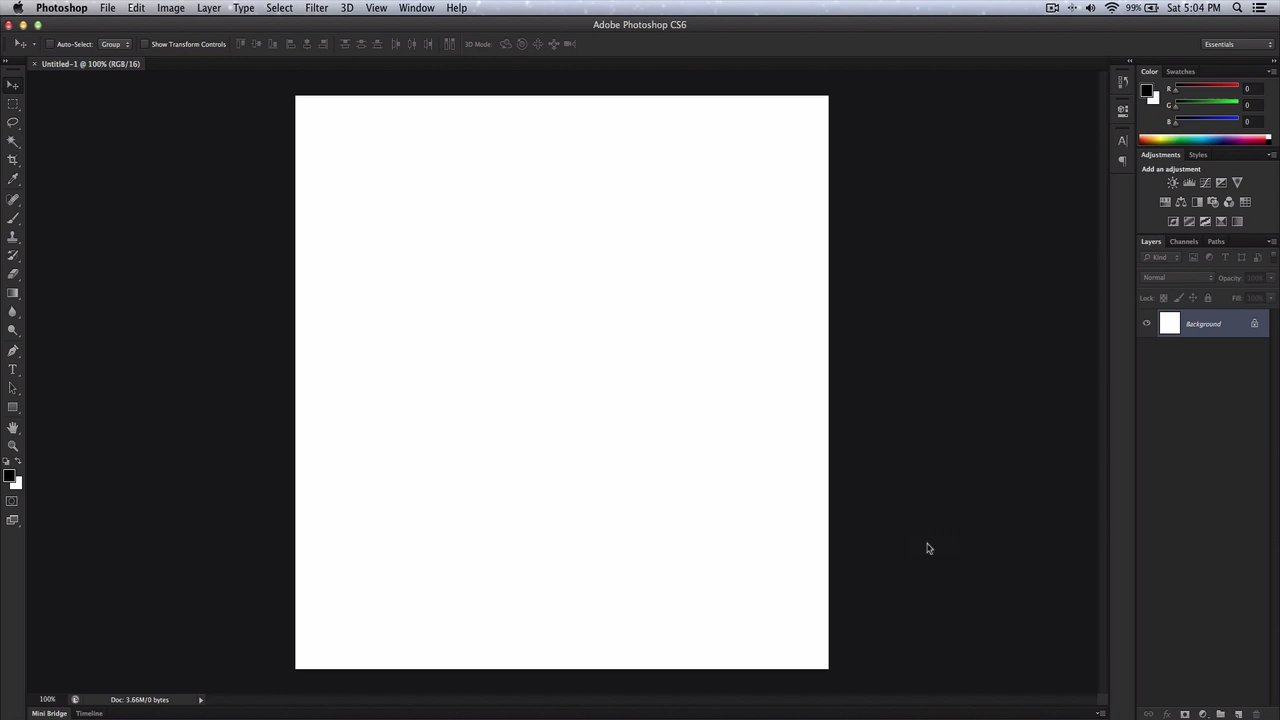 Photoshop File Edit Image Layer Type Select Filter 3D View Window Help 99% Sat 5:04 PM
Adobe Photoshop CS6
Auto-Select: Group Show Transform Controls 3D Mode: Essentials
Untitled-1 @ 100% (RGB/16)
Color Swatches
R 0
G 0
B 0
Adjustments Styles
Add an adjustment
Layers Channels Paths
Kind
Normal Opacity: 100%
Lock: Fill: 100%
Background
100% Doc: 3.66M/0 bytes
Mini Bridge Timeline